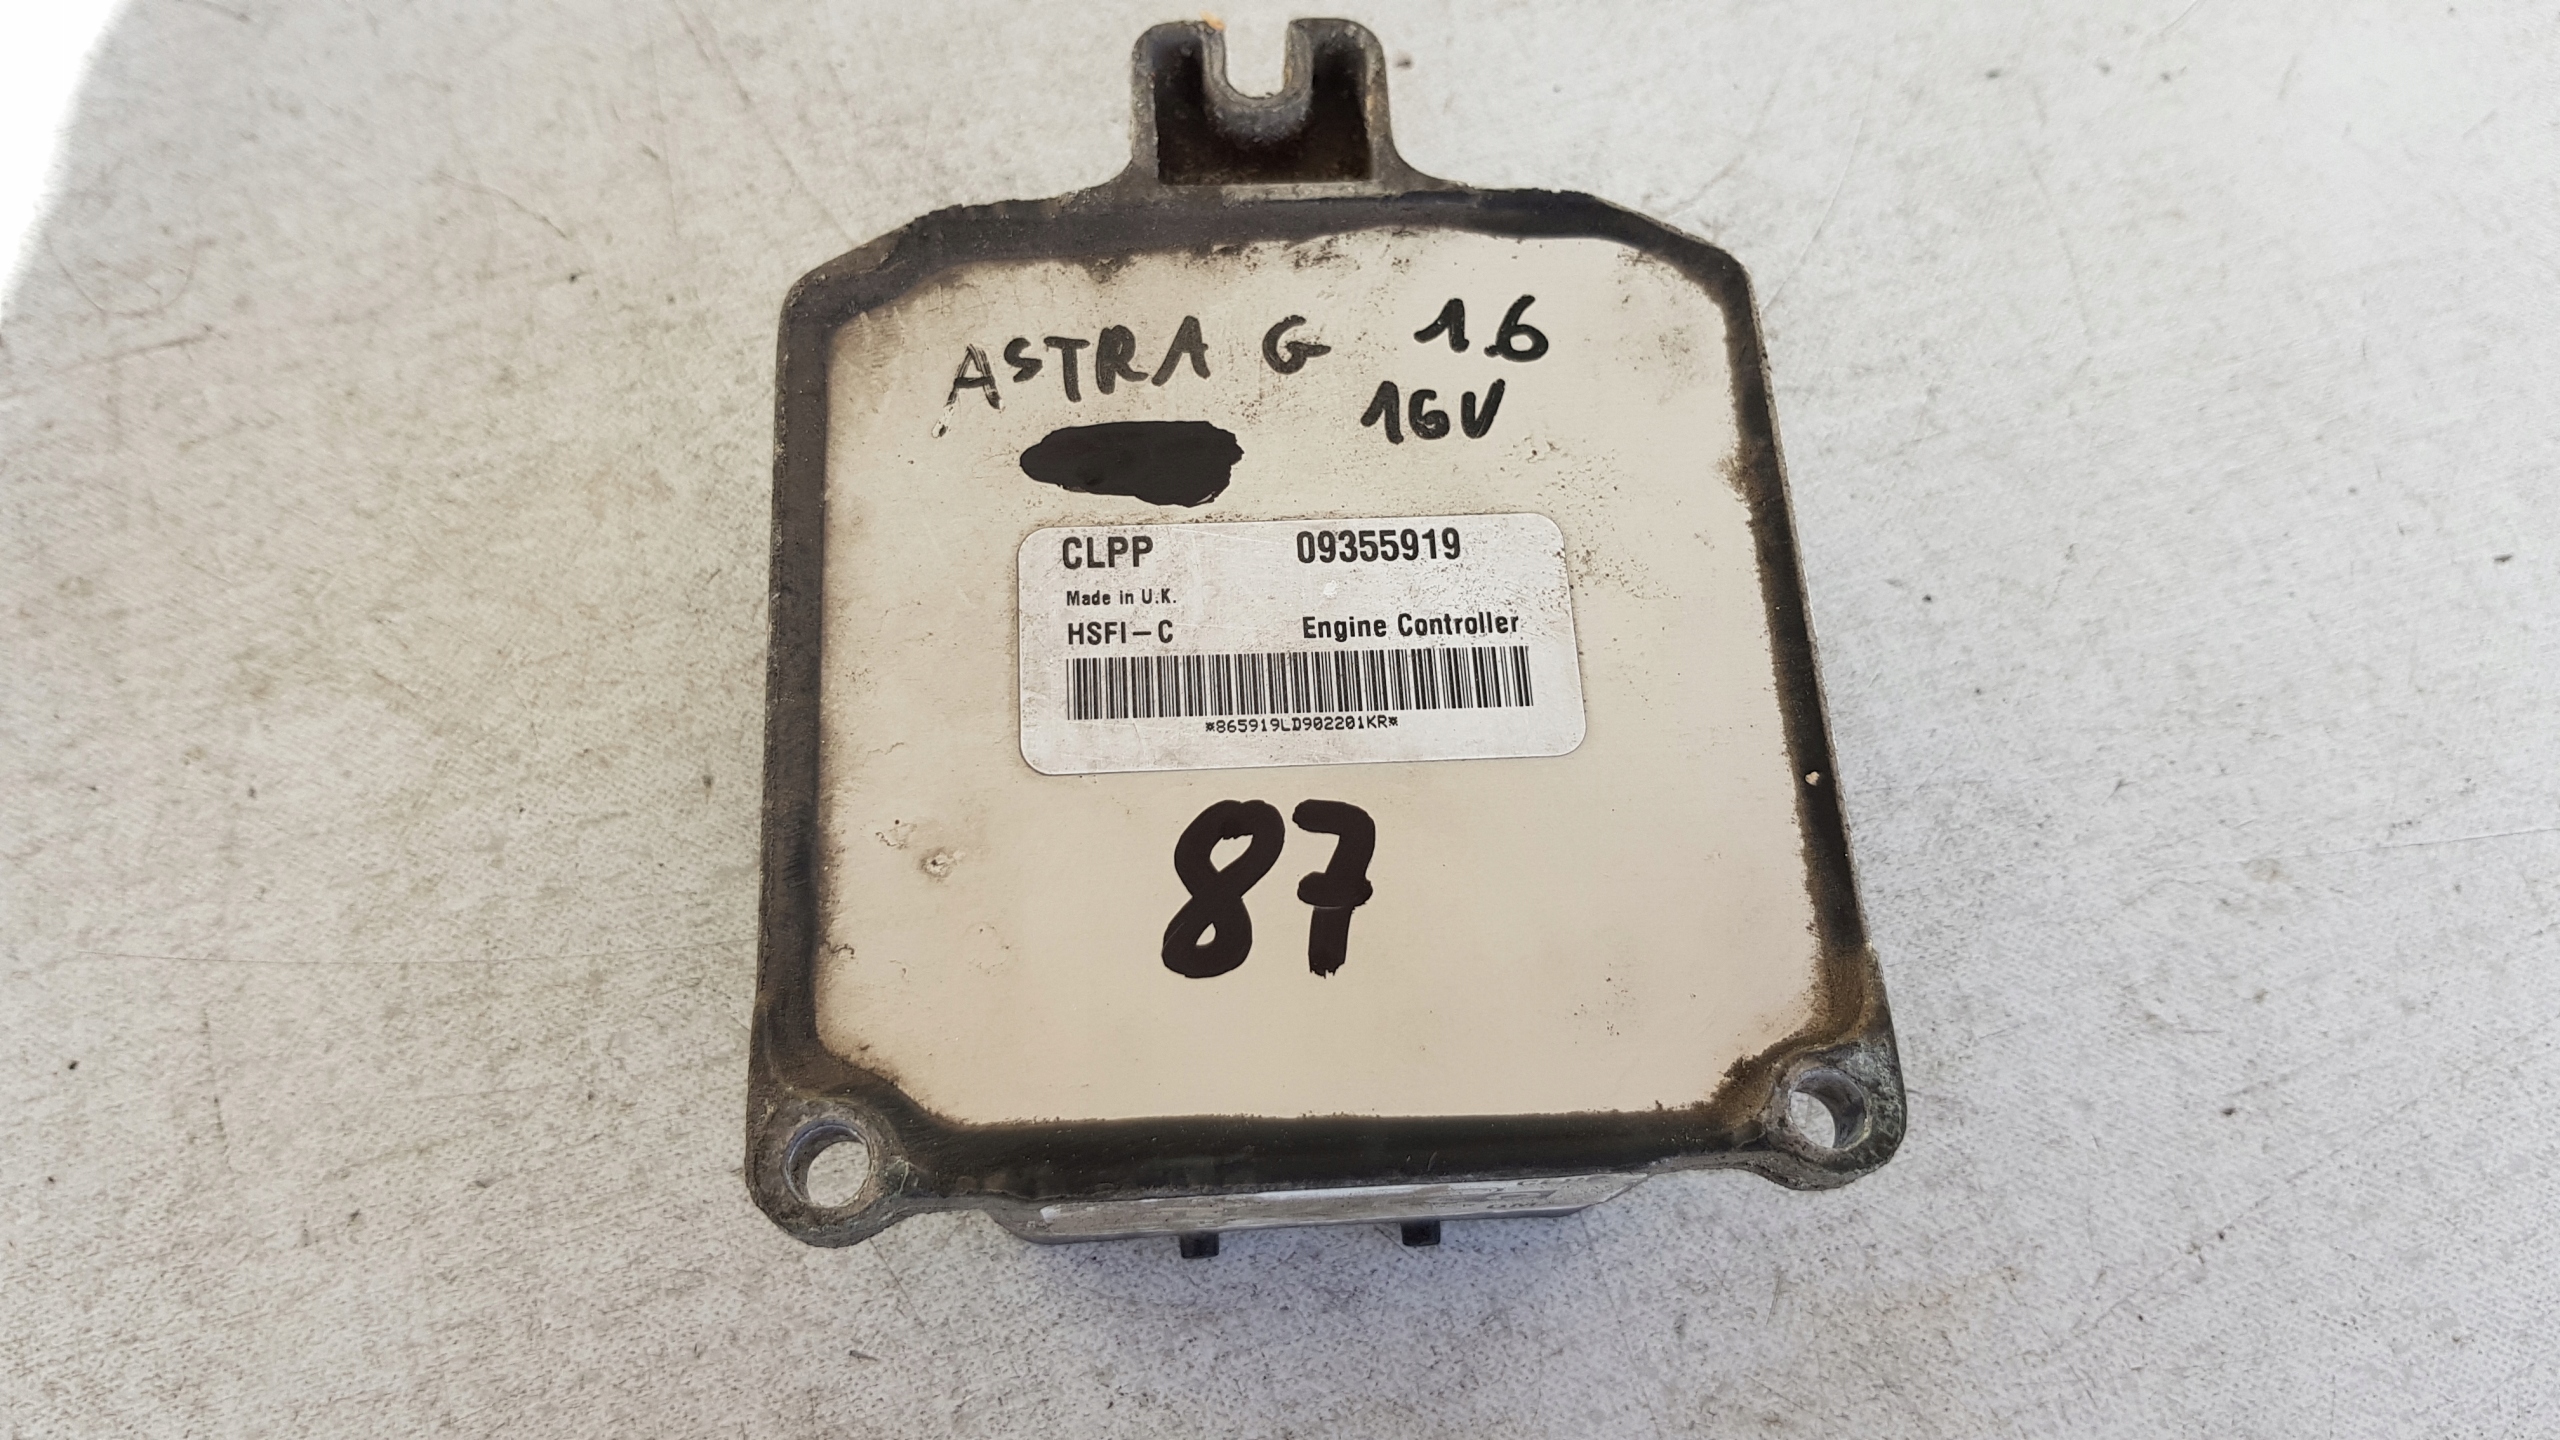 ASTRA G 1.6
16V
CLPP 09355919
Made in U.K.
HSFI-C Engine Controller
*865919LD902201KR*
87